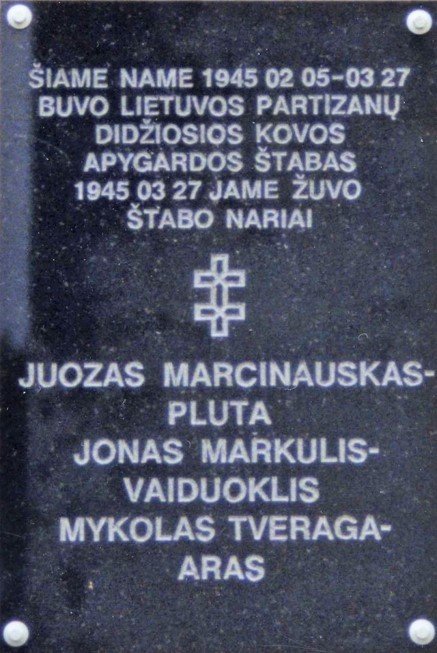 ŠIAME NAME 1945 02 05-03 27
BUVO LIETUVOS PARTIZANŲ
DIDŽIOSIOS KOVOS
APYGARDOS ŠTABAS
1945 03 27 JAME ŽUVO
ŠTABO NARIAI
JUOZAS MARCINAUSKAS-
PLUTA
JONAS MARKULIS-
VAIDUOKLIS
MYKOLAS TVERAGA-
ARAS